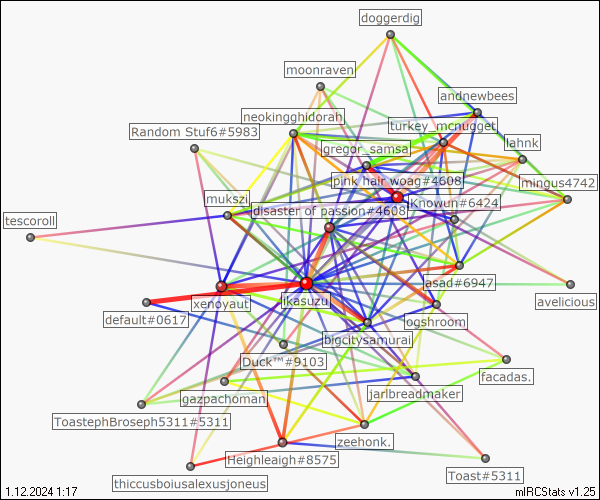 doggerdig
moonraven
andnewbees
neokingghidorah
turkey_mcnugget
Random Stuf6#5983
gregor_samsa
lahnk
pink hair woag#4608
mingus4742
mukszi
Knowun#6424
disaster of passion#4608
tescoroll
asad#6947
xenoyaut
jikasuzu
avelicious
default#0617
ogshroom
bigcitysamurai
Duck™#9103
facadas.
gazpachoman
jarlbreadmaker
ToastephBroseph5311#5311
zeehonk.
Heighleaigh#8575
Toast#5311
thiccusboiusalexusjoneus
1.12.2024 1:17
mIRCStats v1.25